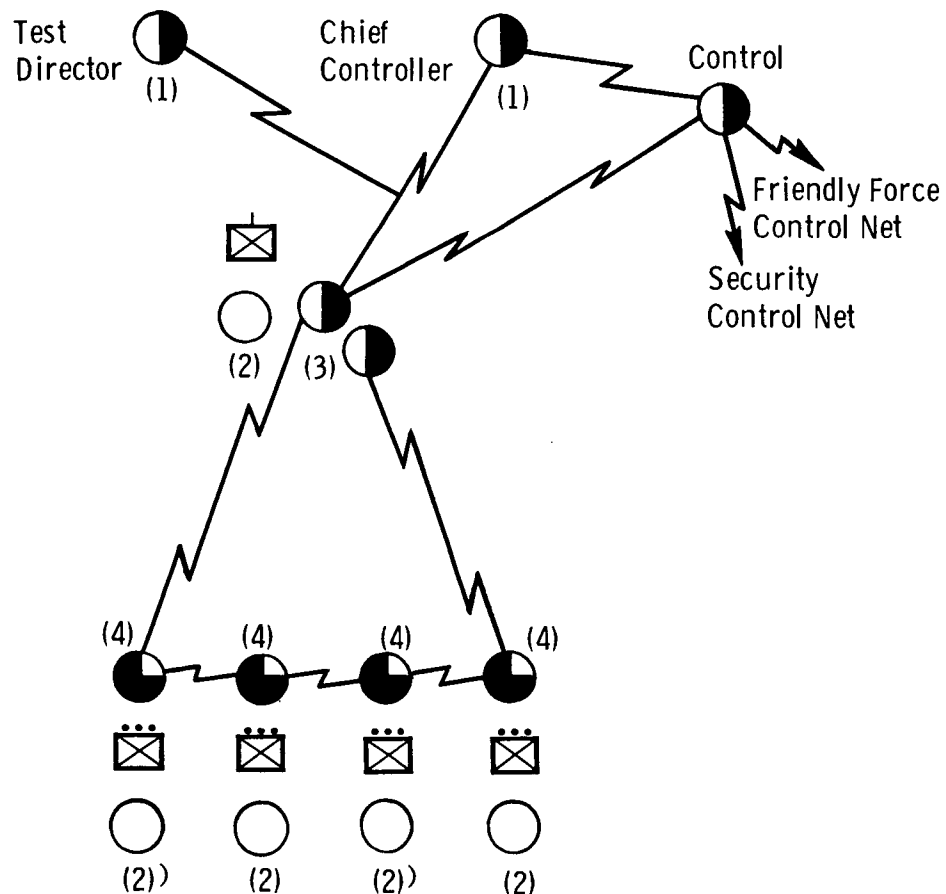 Test
Director
(1)
Chief
Controller
(1)
Control
Friendly Force
Control Net
Security
Control Net
(2)
(3)
(4)
(4)
(4)
(4)
(2))
(2)
(2))
(2)